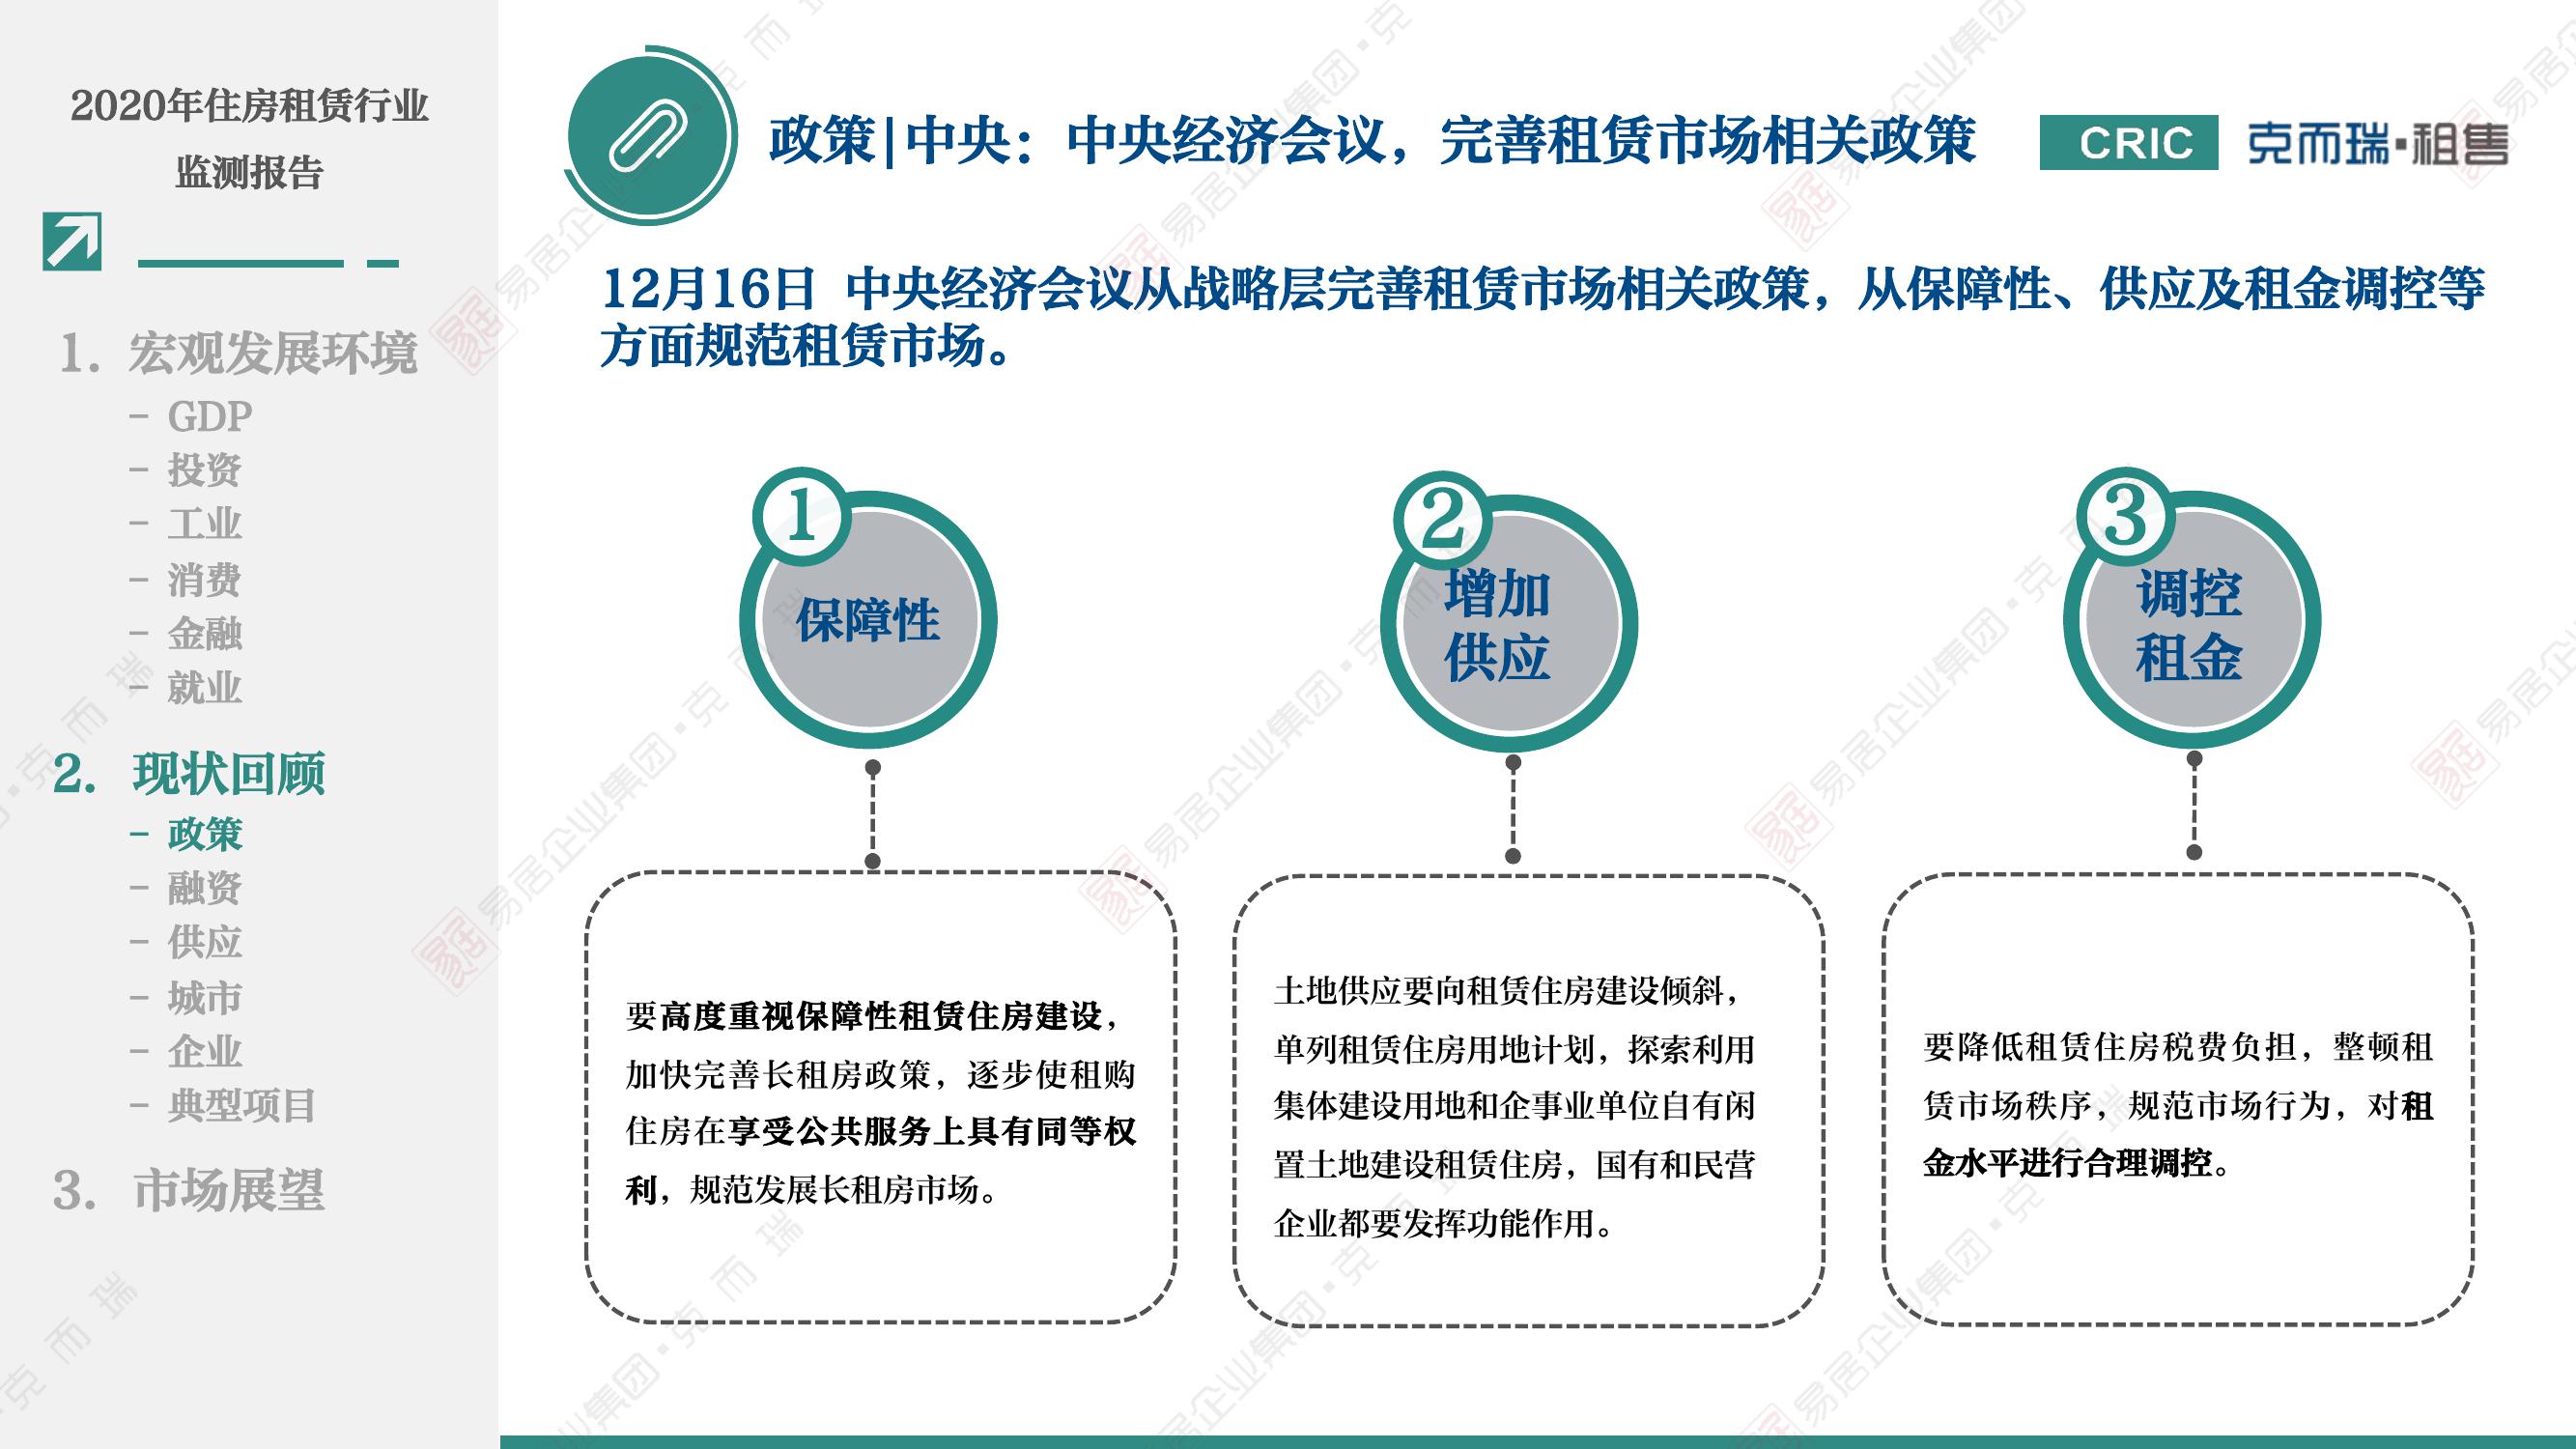 2020年住房租赁行业
监测报告
1. 宏观发展环境
– GDP
– 投资
– 工业
– 消费
– 金融
– 就业
2. 现状回顾
– 政策
– 融资
– 供应
– 城市
– 企业
– 典型项目
3. 市场展望
政策|中央：中央经济会议，完善租赁市场相关政策
CRIC 克而瑞·租售
12月16日 中央经济会议从战略层完善租赁市场相关政策，从保障性、供应及租金调控等
方面规范租赁市场。
1
保障性
要高度重视保障性租赁住房建设，
加快完善长租房政策，逐步使租购
住房在享受公共服务上具有同等权
利，规范发展长租房市场。
2
增加
供应
土地供应要向租赁住房建设倾斜，
单列租赁住房用地计划，探索利用
集体建设用地和企事业单位自有闲
置土地建设租赁住房，国有和民营
企业都要发挥功能作用。
3
调控
租金
要降低租赁住房税费负担，整顿租
赁市场秩序，规范市场行为，对租
金水平进行合理调控。
易居企业集团·克而瑞